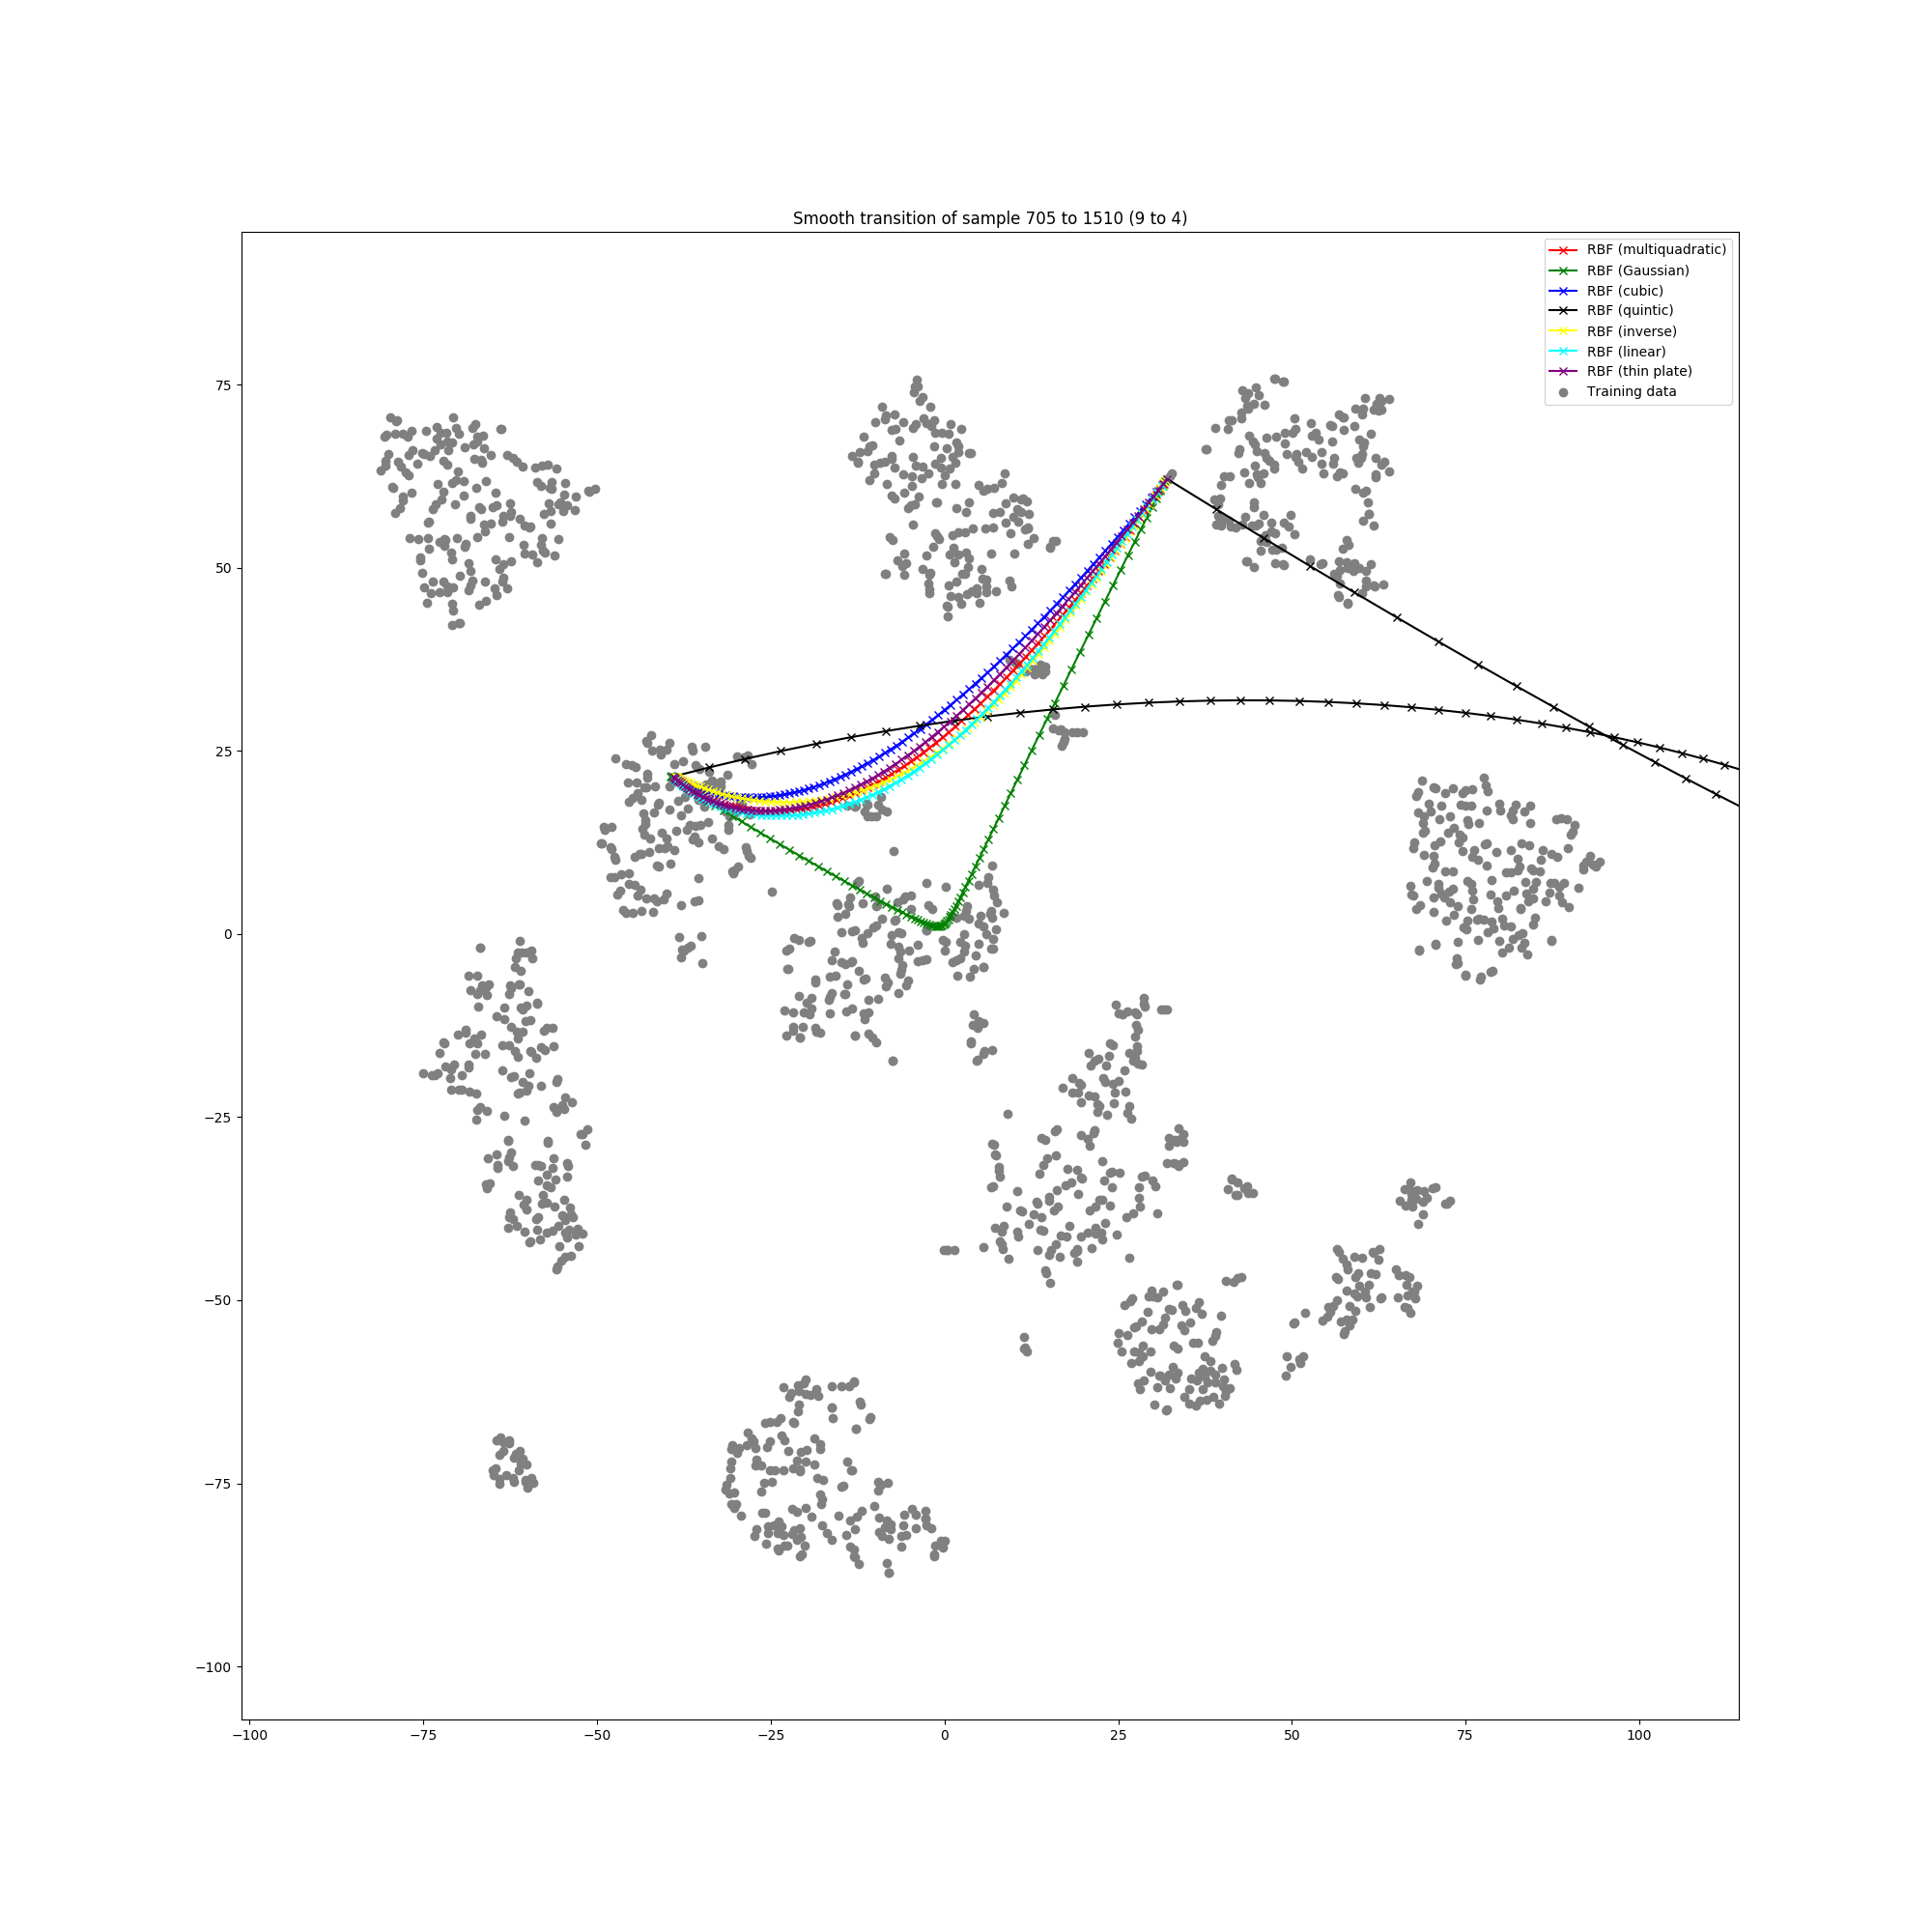 Smooth transition of sample 705 to 1510 (9 to 4)
RBF (multiquadratic)
RBF (Gaussian)
RBF (cubic)
RBF (quintic)
RBF (inverse)
RBF (linear)
RBF (thin plate)
Training data
75
50
25
0
−25
−50
−75
−100
−100 −75 −50 −25 0 25 50 75 100